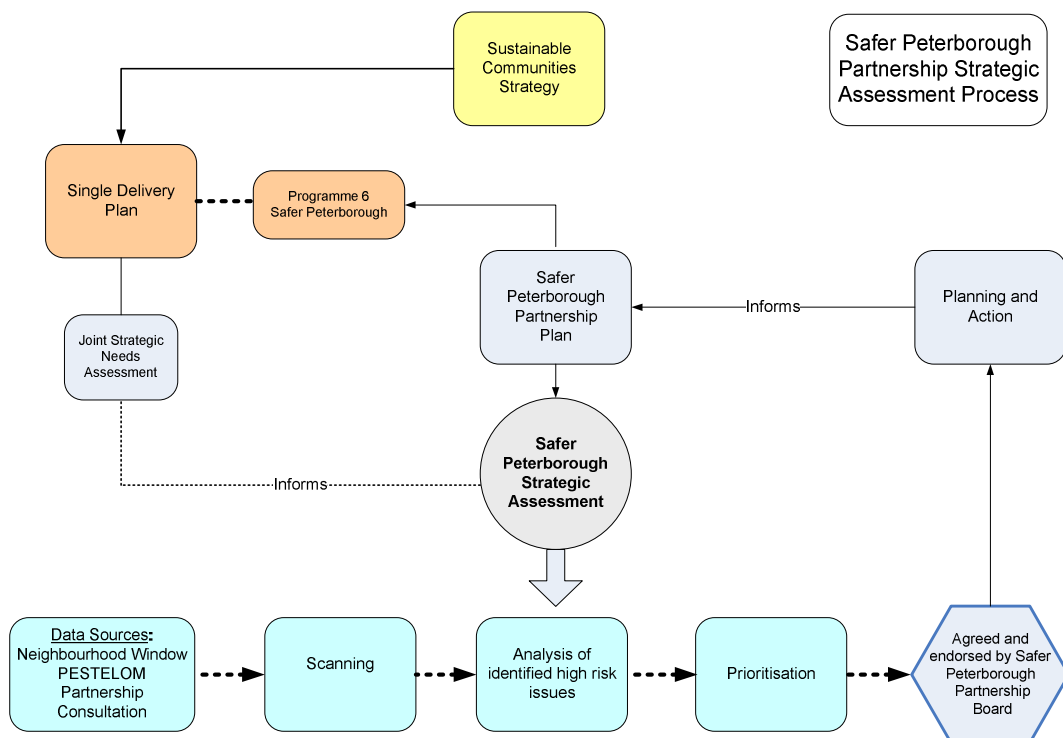 Sustainable
Communities
Strategy
Safer Peterborough
Partnership Strategic
Assessment Process
Single Delivery
Plan
Programme 6
Safer Peterborough
Safer
Peterborough
Partnership
Plan
Informs
Planning and
Action
Joint Strategic
Needs
Assessment
Safer
Peterborough
Strategic
Assessment
Informs
Data Sources:
Neighbourhood Window
PESTELOM
Partnership
Consultation
Scanning
Analysis of
identified high risk
issues
Prioritisation
Agreed and
endorsed by Safer
Peterborough
Partnership
Board